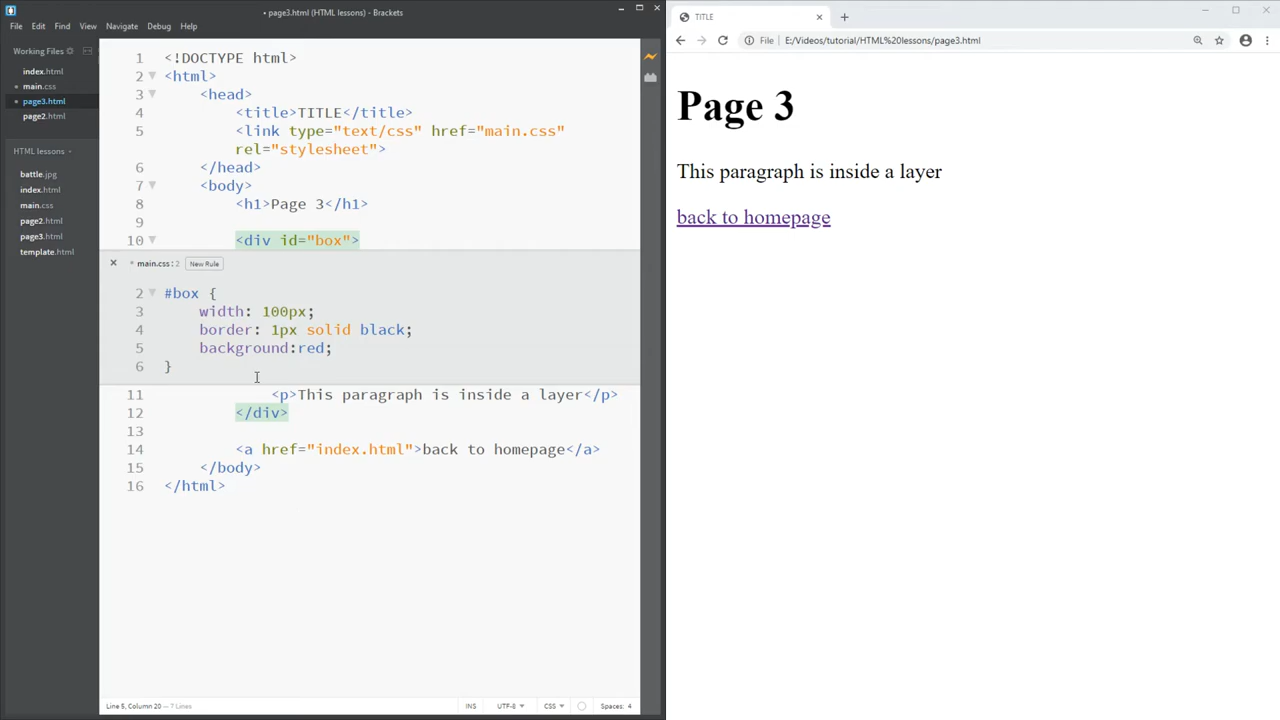 • page3.html (HTML lessons) - Brackets
File Edit Find View Navigate Debug Help
Working Files
index.html
• main.css
• page3.html
page2.html
HTML lessons
battle.jpg
index.html
main.css
page2.html
page3.html
template.html
1 <!DOCTYPE html>
2 <html>
3 <head>
4 <title>TITLE</title>
5 <link type="text/css" href="main.css"
rel="stylesheet">
6 </head>
7 <body>
8 <h1>Page 3</h1>
9
10 <div id="box">
• main.css : 2 New Rule
2 #box {
3 width: 100px;
4 border: 1px solid black;
5 background:red;
6 }
11 <p>This paragraph is inside a layer</p>
12 </div>
13
14 <a href="index.html">back to homepage</a>
15 </body>
16 </html>
Line 5, Column 20 — 7 Lines INS UTF-8 CSS Spaces: 4
TITLE
File E:/Videos/tutorial/HTML%20lessons/page3.html
Page 3
This paragraph is inside a layer
back to homepage